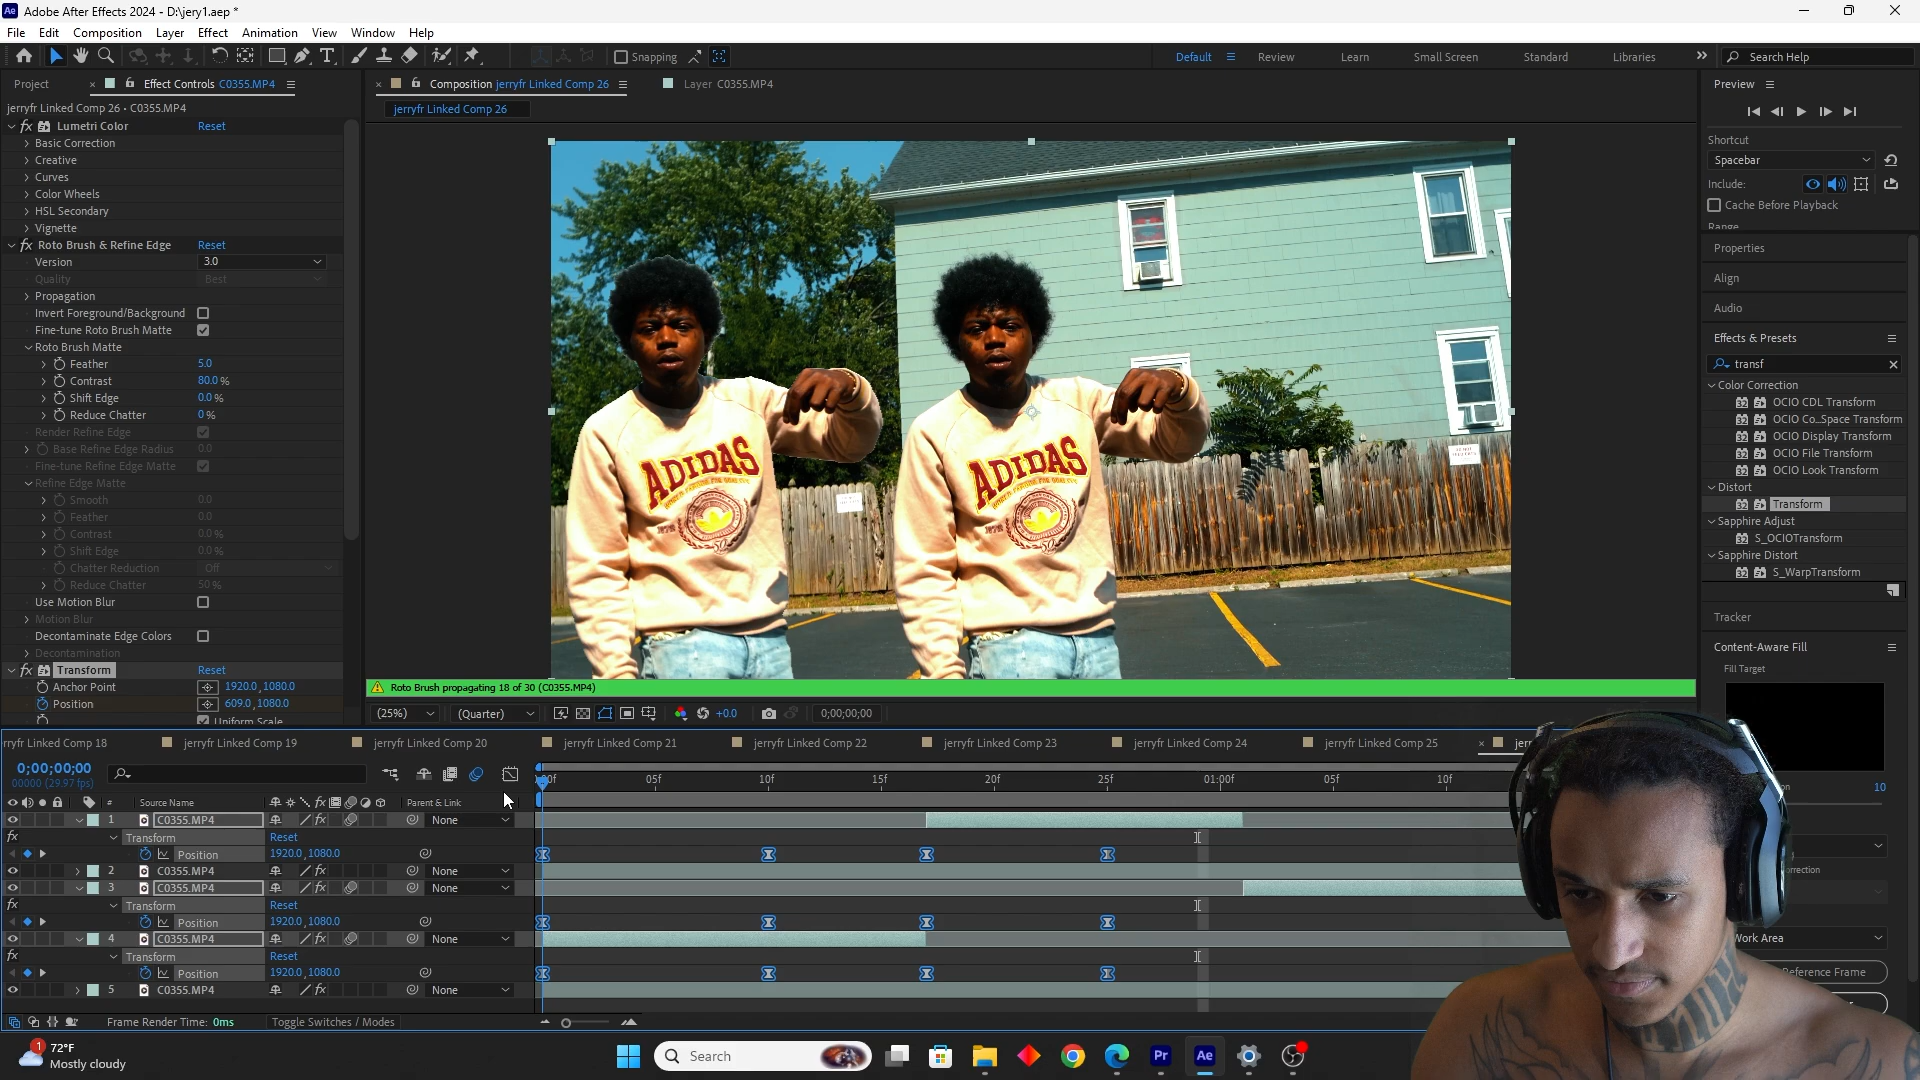 Adobe After Effects 2024 - D:\jery1.aep *
File Edit Composition Layer Effect Animation View Window Help
Snapping
Default Review Learn Small Screen Standard Libraries Search Help
Project Effect Controls C0355.MP4
jerryfr Linked Comp 26 • C0355.MP4
Lumetri Color Reset
Basic Correction
Creative
Curves
Color Wheels
HSL Secondary
Vignette
Roto Brush & Refine Edge Reset
Version 3.0
Quality Best
Propagation
Invert Foreground/Background
Fine-tune Roto Brush Matte
Roto Brush Matte
Feather 5.0
Contrast 80.0 %
Shift Edge 0.0 %
Reduce Chatter 0 %
Render Refine Edge
Base Refine Edge Radius 0.0
Fine-tune Refine Edge Matte
Refine Edge Matte
Smooth 0.0
Feather 0.0
Contrast 0.0 %
Shift Edge 0.0 %
Chatter Reduction Off
Reduce Chatter 50 %
Use Motion Blur
Motion Blur
Decontaminate Edge Colors
Decontamination
Transform Reset
Anchor Point 1920.0, 1080.0
Position 609.0, 1080.0
Uniform Scale
Composition jerryfr Linked Comp 26 Layer C0355.MP4
jerryfr Linked Comp 26
ADIDAS
ADIDAS
Roto Brush propagating 18 of 30 (C0355.MP4)
(25%) (Quarter) +0.0 0;00;00;00
Preview
Shortcut
Spacebar
Include:
Cache Before Playback
Range
Properties
Align
Audio
Effects & Presets
transf
Color Correction
OCIO CDL Transform
OCIO Co...Space Transform
OCIO Display Transform
OCIO File Transform
OCIO Look Transform
Distort
Transform
Sapphire Adjust
S_OCIOTransform
Sapphire Distort
S_WarpTransform
Tracker
Content-Aware Fill
Fill Target
10
Work Area
Reference Frame
rryfr Linked Comp 18 jerryfr Linked Comp 19 jerryfr Linked Comp 20 jerryfr Linked Comp 21 jerryfr Linked Comp 22 jerryfr Linked Comp 23 jerryfr Linked Comp 24 jerryfr Linked Comp 25
0;00;00;00
00000 (29.97 fps)
05f 10f 15f 20f 25f 01:00f 05f 10f
# Source Name Parent & Link
1 C0355.MP4 None
Transform Reset
Position 1920.0, 1080.0
2 C0355.MP4 None
3 C0355.MP4 None
Transform Reset
Position 1920.0, 1080.0
4 C0355.MP4 None
Transform Reset
Position 1920.0, 1080.0
5 C0355.MP4 None
Frame Render Time: 0ms Toggle Switches / Modes
1
72°F
Mostly cloudy
Search
Pr
Ae